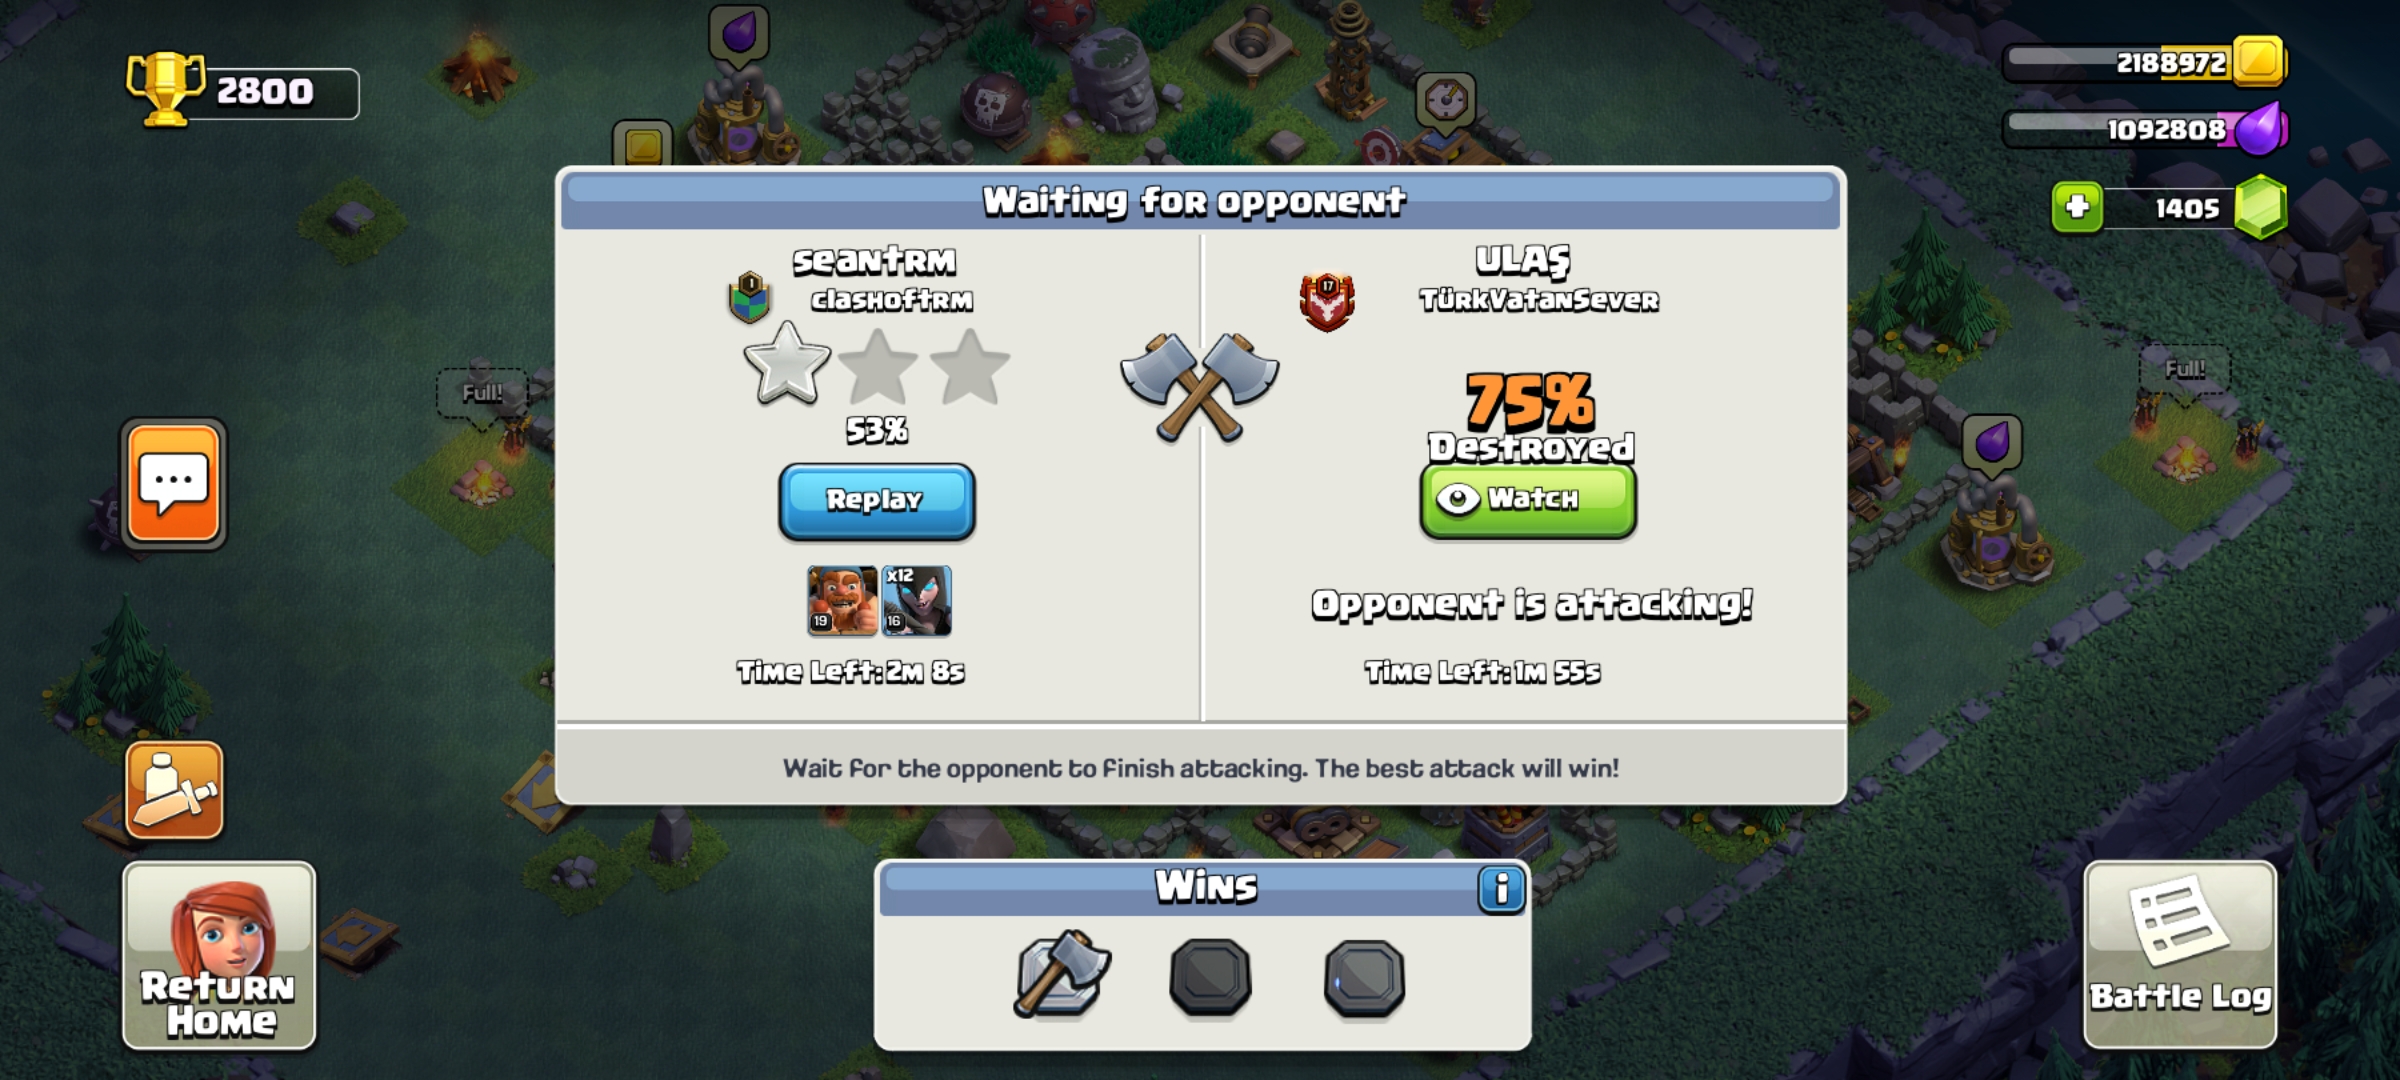 2800
2188972
1092808
1405
Waiting for opponent
seantrm
clashoftrm
1
ULAŞ
TürkVatanSever
17
Full!
Full!
53%
75%
Destroyed
Replay
Watch
x12
19
16
Opponent is attacking!
Time Left: 2m 8s
Time Left: 1m 55s
Wait for the opponent to finish attacking. The best attack will win!
Wins
i
Return
Home
Battle Log